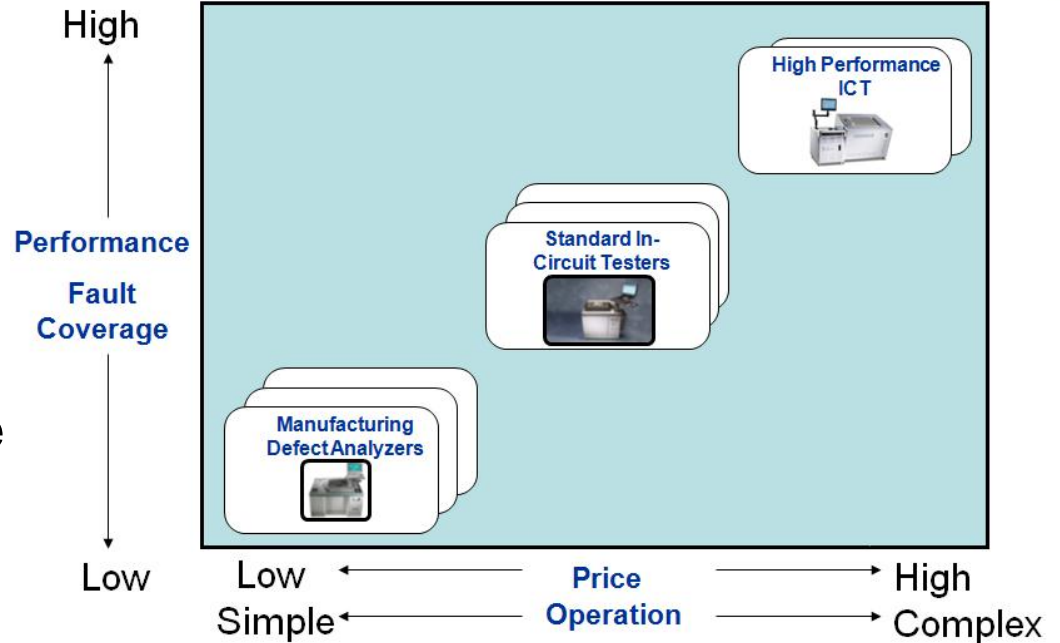 High
High Performance
ICT
Performance
Fault
Coverage
Standard In-
Circuit Testers
e
Manufacturing
Defect Analyzers
Low
Low
Price
High
Simple
Operation
Complex